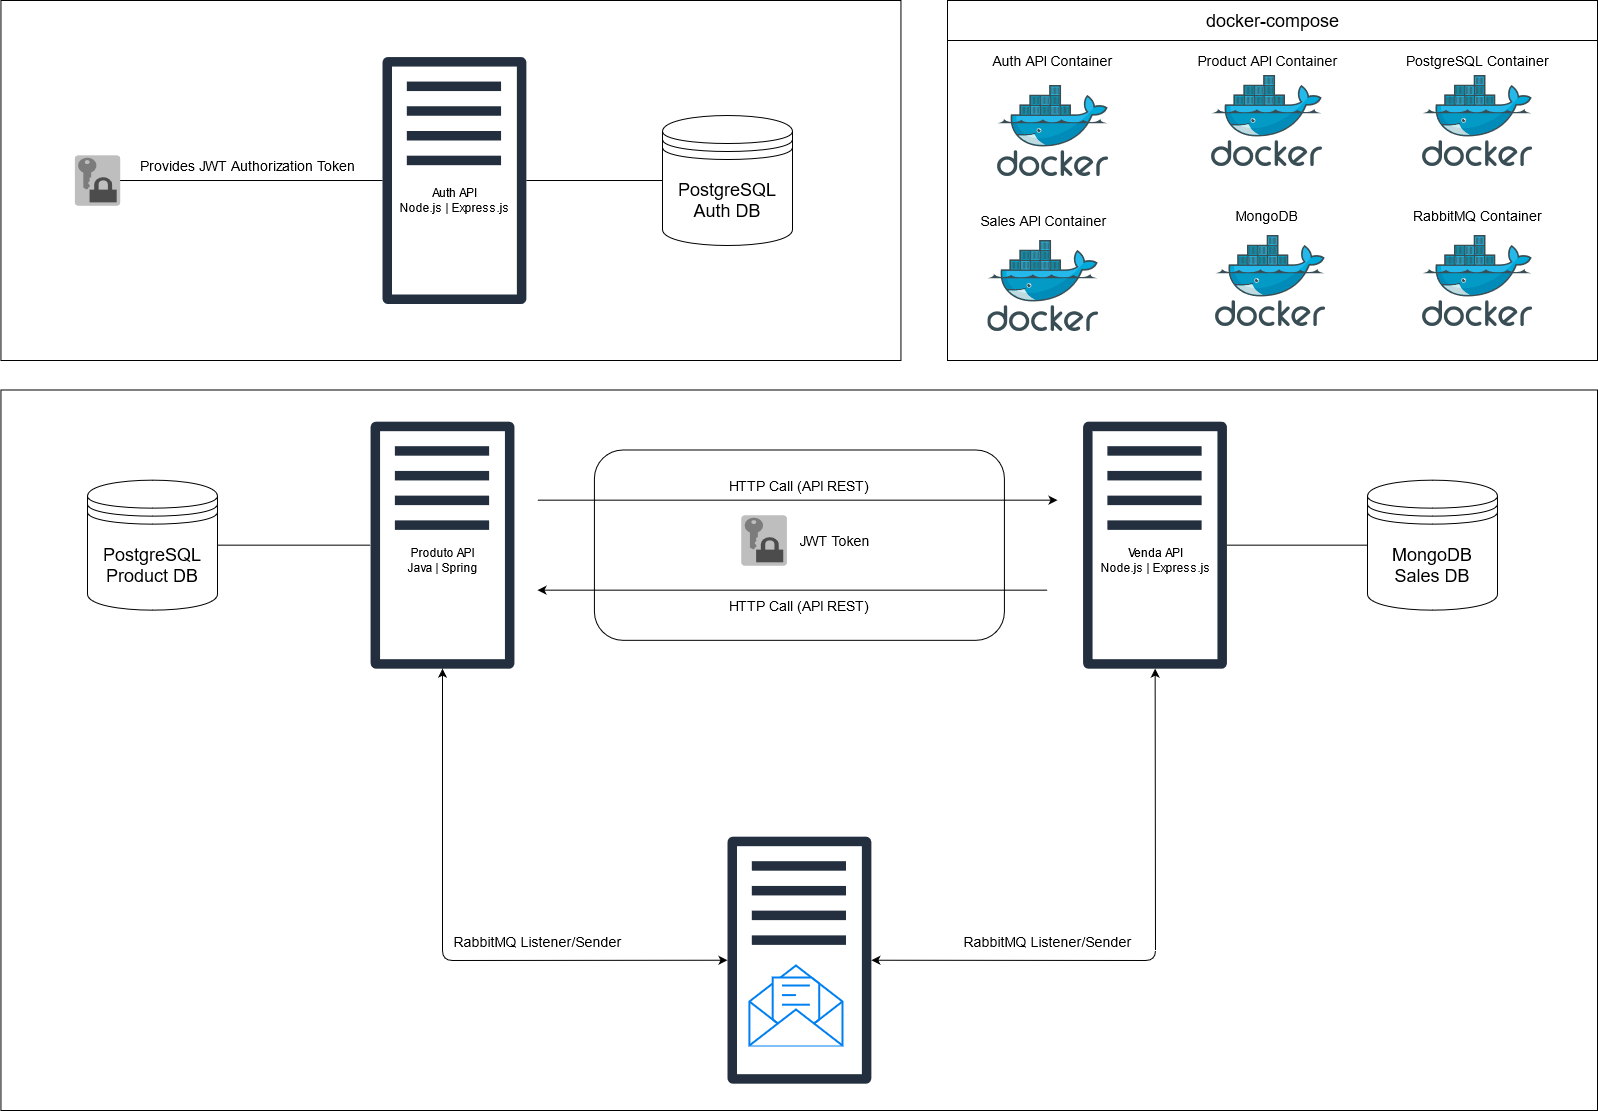 Provides JWT Authorization Token
Auth API
Node.js | Express.js
PostgreSQL
Auth DB
docker-compose
Auth API Container
docker
Product API Container
docker
PostgreSQL Container
docker
Sales API Container
docker
MongoDB
docker
RabbitMQ Container
docker
PostgreSQL
Product DB
Produto API
Java | Spring
HTTP Call (API REST)
JWT Token
HTTP Call (API REST)
Venda API
Node.js | Express.js
MongoDB
Sales DB
RabbitMQ Listener/Sender
RabbitMQ Listener/Sender